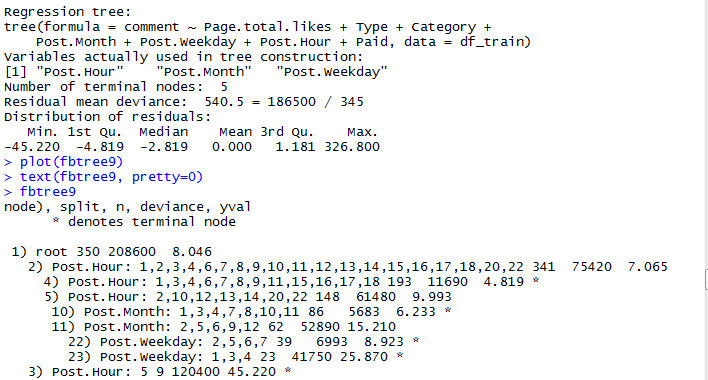 Regression tree:
tree(formula = comment ~ Page.total.likes + Type + Category +
    Post.Month + Post.Weekday + Post.Hour + Paid, data = df_train)
Variables actually used in tree construction:
[1] "Post.Hour"    "Post.Month"   "Post.Weekday"
Number of terminal nodes:  5
Residual mean deviance:  540.5 = 186500 / 345
Distribution of residuals:
   Min. 1st Qu.  Median    Mean 3rd Qu.    Max.
-45.220  -4.819  -2.819   0.000   1.181 326.800
> plot(fbtree9)
> text(fbtree9, pretty=0)
> fbtree9
node), split, n, deviance, yval
      * denotes terminal node

 1) root 350 208600  8.046
   2) Post.Hour: 1,2,3,4,6,7,8,9,10,11,12,13,14,15,16,17,18,20,22 341  75420  7.065
     4) Post.Hour: 1,3,4,6,7,8,9,11,15,16,17,18 193  11690  4.819 *
     5) Post.Hour: 2,10,12,13,14,20,22 148  61480  9.993
      10) Post.Month: 1,3,4,7,8,10,11 86   5683  6.233 *
      11) Post.Month: 2,5,6,9,12 62  52890 15.210
        22) Post.Weekday: 2,5,6,7 39   6993  8.923 *
        23) Post.Weekday: 1,3,4 23  41750 25.870 *
   3) Post.Hour: 5 9 120400 45.220 *